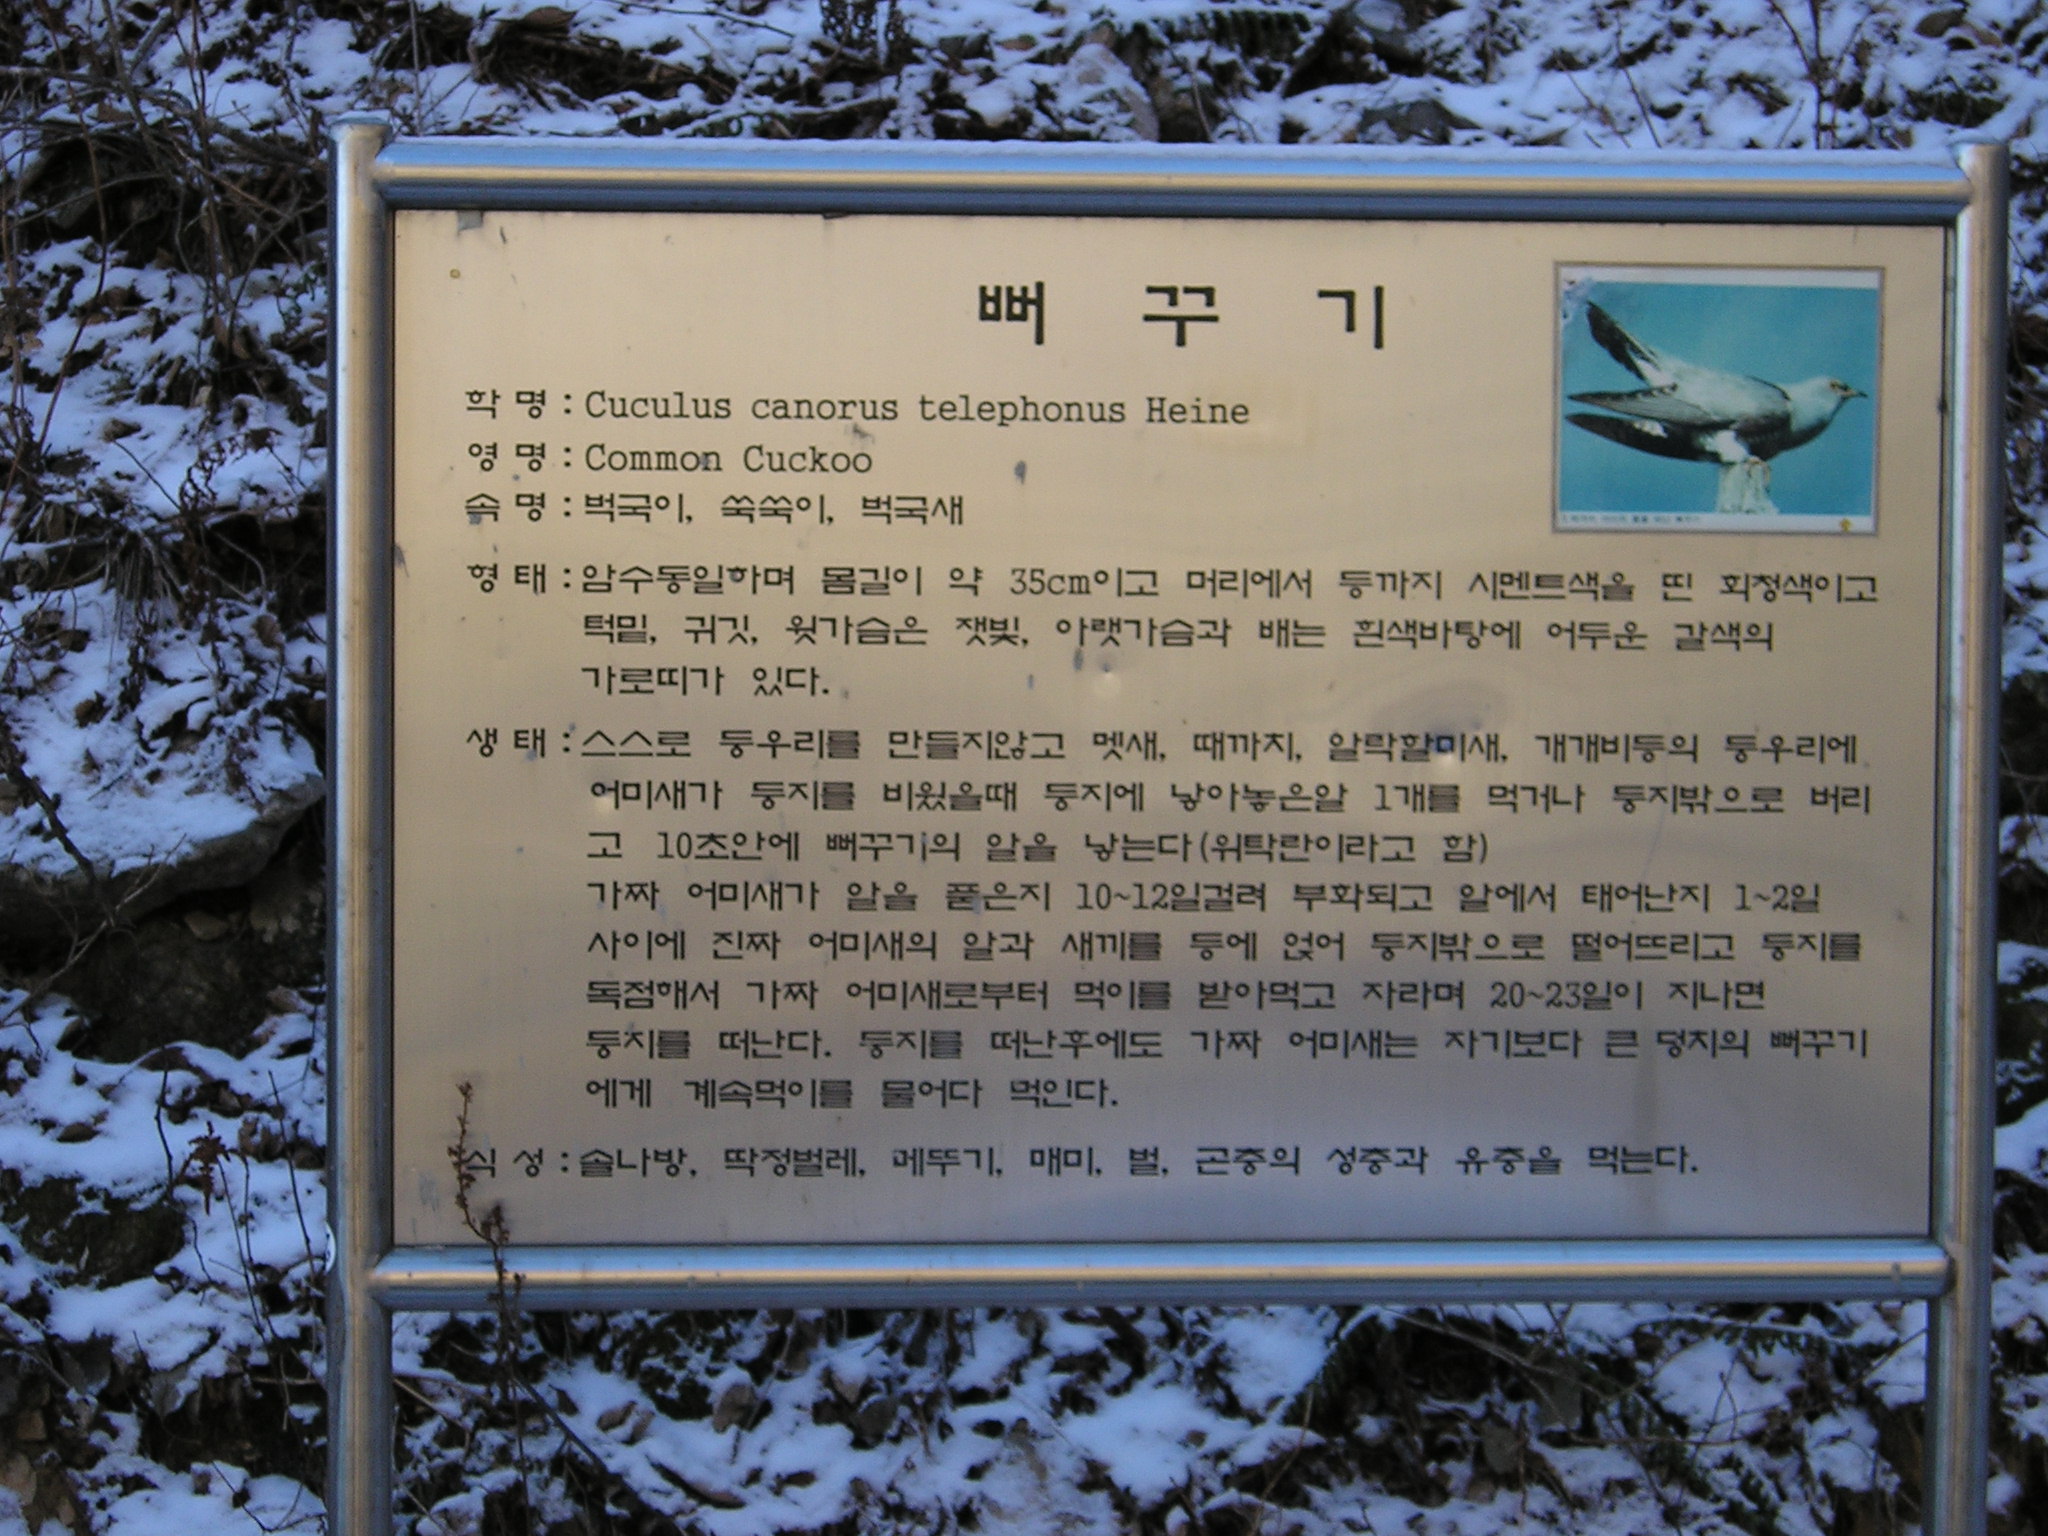 뻐 꾸 기
학 명 : Cuculus canorus telephonus Heine
영 명 : Common Cuckoo
속 명 : 벅국이, 쑥쑥이, 벅국새
형 태 : 암수동일하며 몸길이 약 35cm이고 머리에서 등까지 시멘트색을 띤 회청색이고
턱밑, 귀깃, 윗가슴은 잿빛, 아랫가슴과 배는 흰색바탕에 어두운 갈색의
가로띠가 있다.
생 태 : 스스로 둥우리를 만들지않고 멧새, 때까치, 알락할미새, 개개비등의 둥우리에
어미새가 둥지를 비웠을때 둥지에 낳아놓은알 1개를 먹거나 둥지밖으로 버리
고 10초안에 뻐꾸기의 알을 낳는다(위탁란이라고 함)
가짜 어미새가 알을 품은지 10~12일걸려 부화되고 알에서 태어난지 1~2일
사이에 진짜 어미새의 알과 새끼를 등에 얹어 둥지밖으로 떨어뜨리고 둥지를
독점해서 가짜 어미새로부터 먹이를 받아먹고 자라며 20~23일이 지나면
둥지를 떠난다. 둥지를 떠난후에도 가짜 어미새는 자기보다 큰 덩치의 뻐꾸기
에게 계속먹이를 물어다 먹인다.
식 성 : 솔나방, 딱정벌레, 메뚜기, 매미, 벌, 곤충의 성충과 유충을 먹는다.